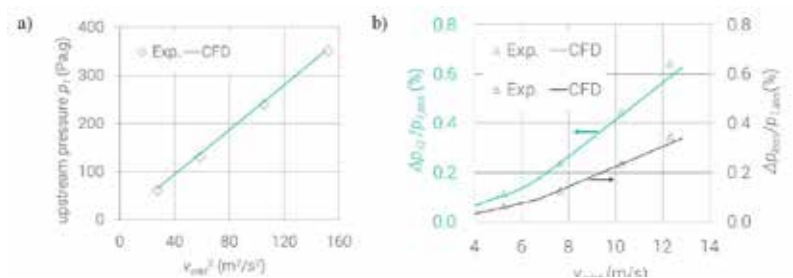 a)
upstream pressure p₁ (Pa,g)
400
300
200
100
0
Exp. CFD
0 40 80 120 160
(m²/s²)
b)
0.8
0.6
0.4
0.2
0.0
Exp. CFD
Exp. CFD
0.8
0.6
0.4
0.2
0.0
4 6 8 10 12 14
(m/s)